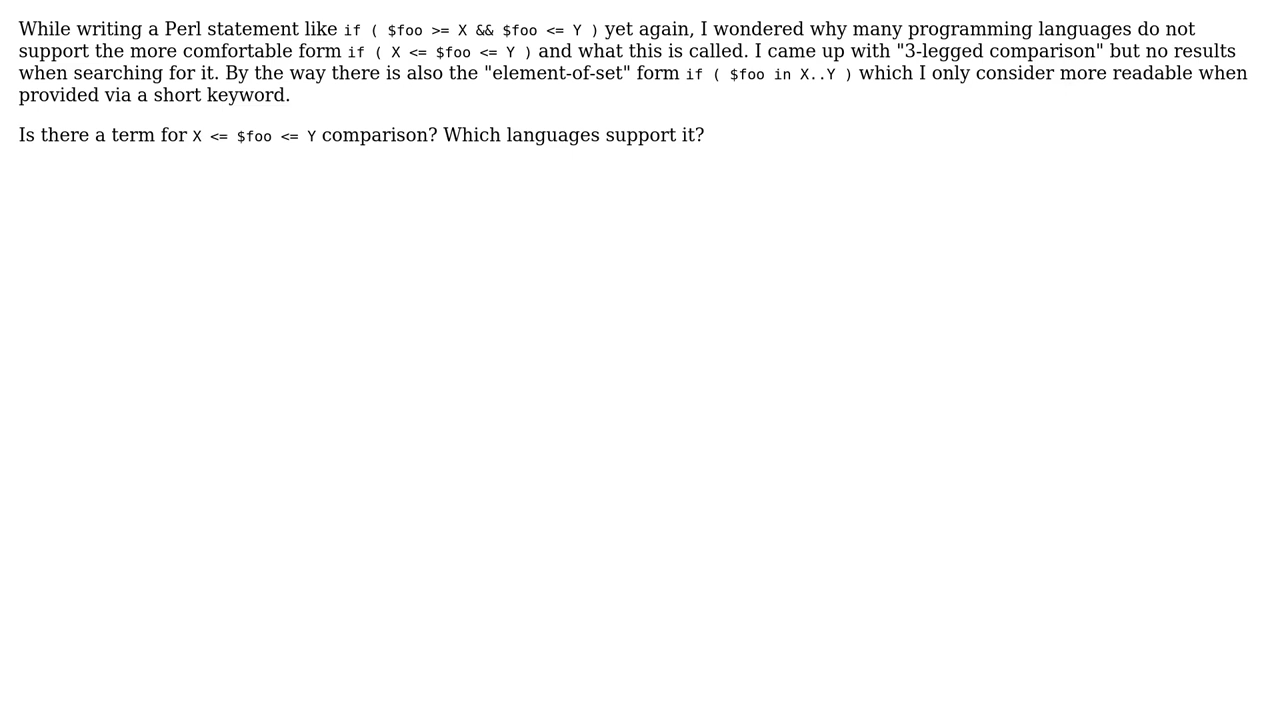 While writing a Perl statement like if ( $foo >= X && $foo <= Y ) yet again, I wondered why many programming languages do not
support the more comfortable form if ( X <= $foo <= Y ) and what this is called. I came up with "3-legged comparison" but no results
when searching for it. By the way there is also the "element-of-set" form if ( $foo in X..Y ) which I only consider more readable when
provided via a short keyword.
Is there a term for X <= $foo <= Y comparison? Which languages support it?